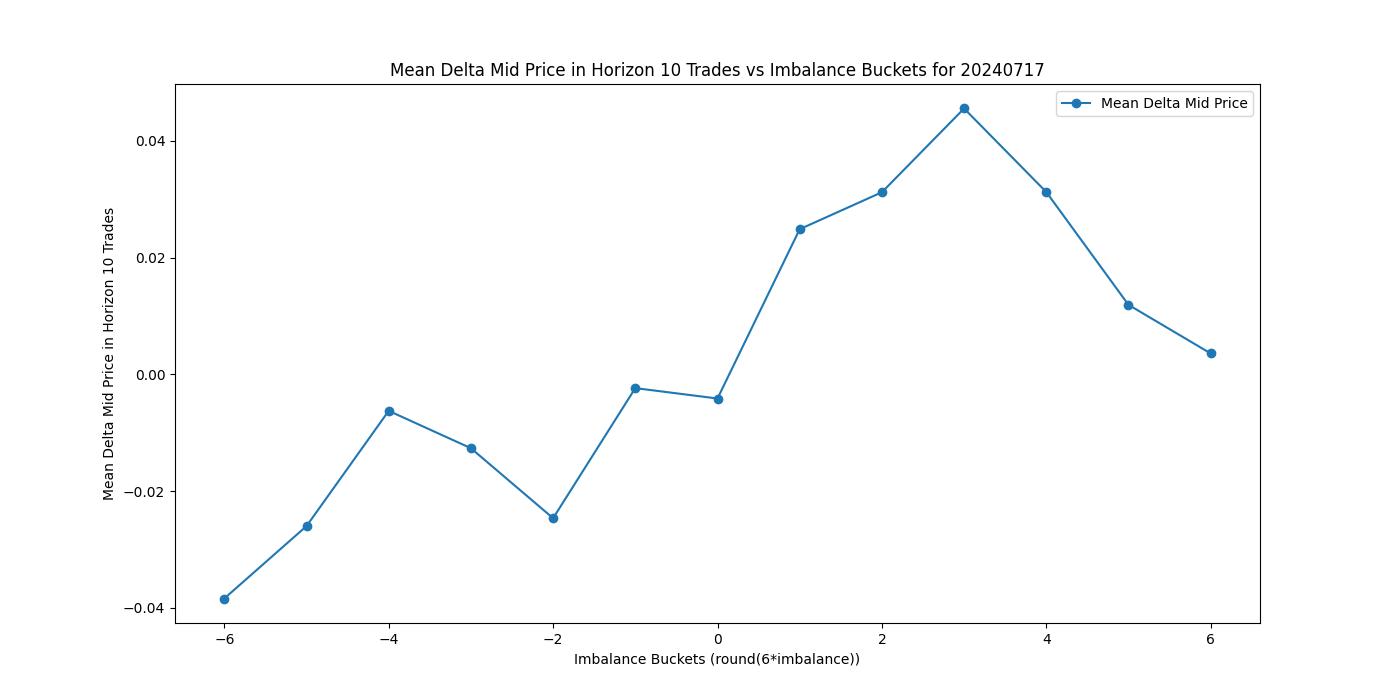 Mean Delta Mid Price in Horizon 10 Trades vs Imbalance Buckets for 20240717
Mean Delta Mid Price
Mean Delta Mid Price in Horizon 10 Trades
0.04
0.02
0.00
−0.02
−0.04
−6 −4 −2 0 2 4 6
Imbalance Buckets (round(6*imbalance))